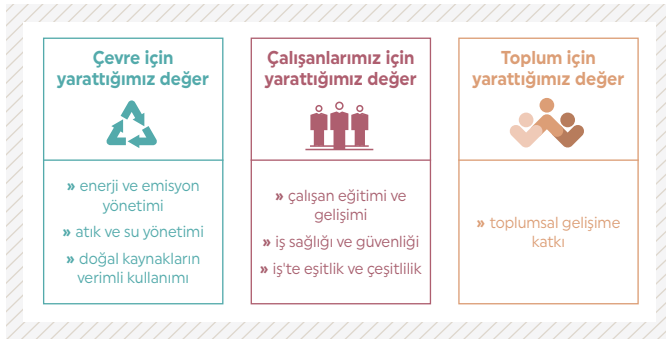 Çevre için
yarattığımız değer
» enerji ve emisyon
yönetimi
» atık ve su yönetimi
» doğal kaynakların
verimli kullanımı
Çalışanlarımız için
yarattığımız değer
» çalışan eğitimi ve
gelişimi
» iş sağlığı ve güvenliği
» iş'te eşitlik ve çeşitlilik
Toplum için
yarattığımız değer
» toplumsal gelişime
katkı